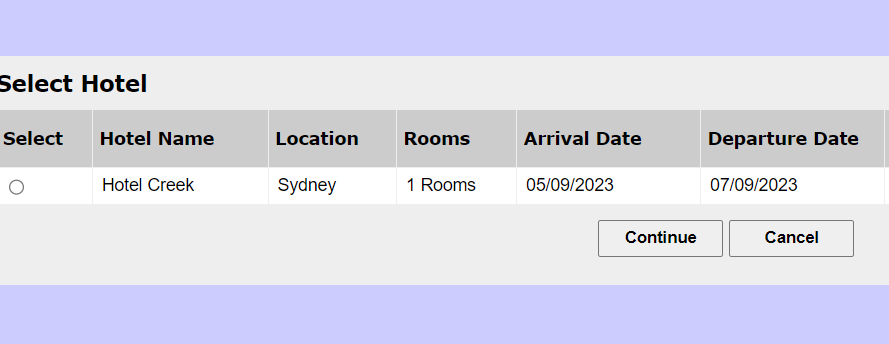 Select Hotel
Select Hotel Name Location Rooms Arrival Date Departure Date
Hotel Creek Sydney 1 Rooms 05/09/2023 07/09/2023
Continue Cancel